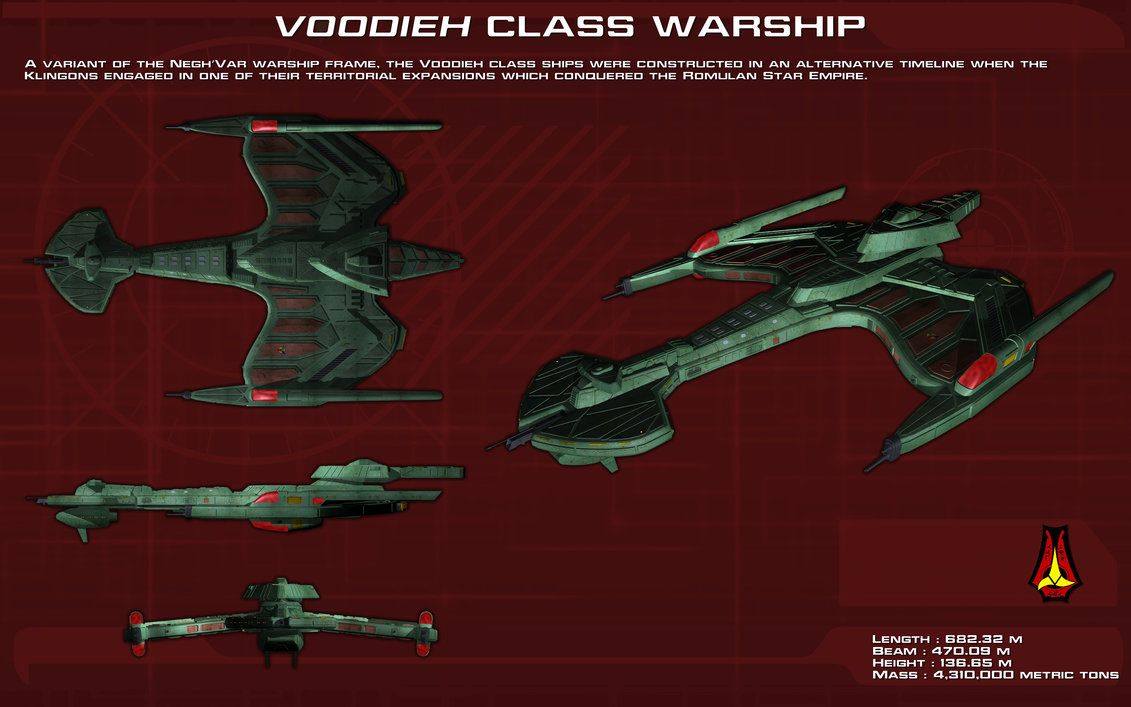 VOODIEH CLASS WARSHIP
A VARIANT OF THE NEGH'VAR WARSHIP FRAME, THE VOODIEH CLASS SHIPS WERE CONSTRUCTED IN AN ALTERNATIVE TIMELINE WHEN THE
KLINGONS ENGAGED IN ONE OF THEIR TERRITORIAL EXPANSIONS WHICH CONQUERED THE ROMULAN STAR EMPIRE.
LENGTH : 682.32 M
BEAM : 470.09 M
HEIGHT : 136.65 M
MASS : 4,310,000 METRIC TONS